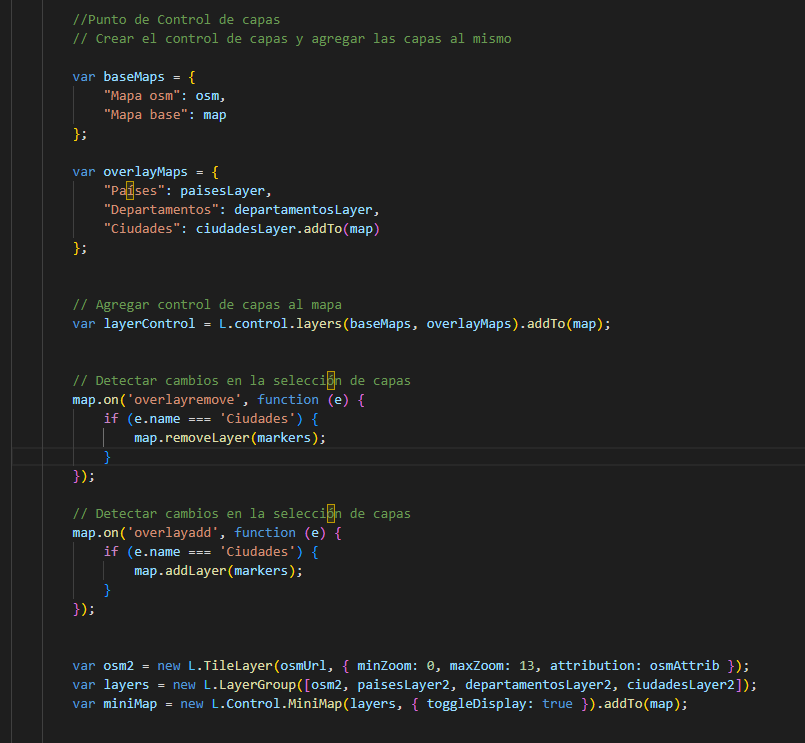 //Punto de Control de capas
// Crear el control de capas y agregar las capas al mismo
var baseMaps = {
"Mapa osm": osm,
"Mapa base": map
};
var overlayMaps = {
"Países": paisesLayer,
"Departamentos": departamentosLayer,
"Ciudades": ciudadesLayer.addTo(map)
};
// Agregar control de capas al mapa
var layerControl = L.control.layers(baseMaps, overlayMaps).addTo(map);
// Detectar cambios en la selección de capas
map.on('overlayremove', function (e) {
if (e.name === 'Ciudades') {
map.removeLayer(markers);
}
});
// Detectar cambios en la selección de capas
map.on('overlayadd', function (e) {
if (e.name === 'Ciudades') {
map.addLayer(markers);
}
});
var osm2 = new L.TileLayer(osmUrl, { minZoom: 0, maxZoom: 13, attribution: osmAttrib });
var layers = new L.LayerGroup([osm2, paisesLayer2, departamentosLayer2, ciudadesLayer2]);
var miniMap = new L.Control.MiniMap(layers, { toggleDisplay: true }).addTo(map);